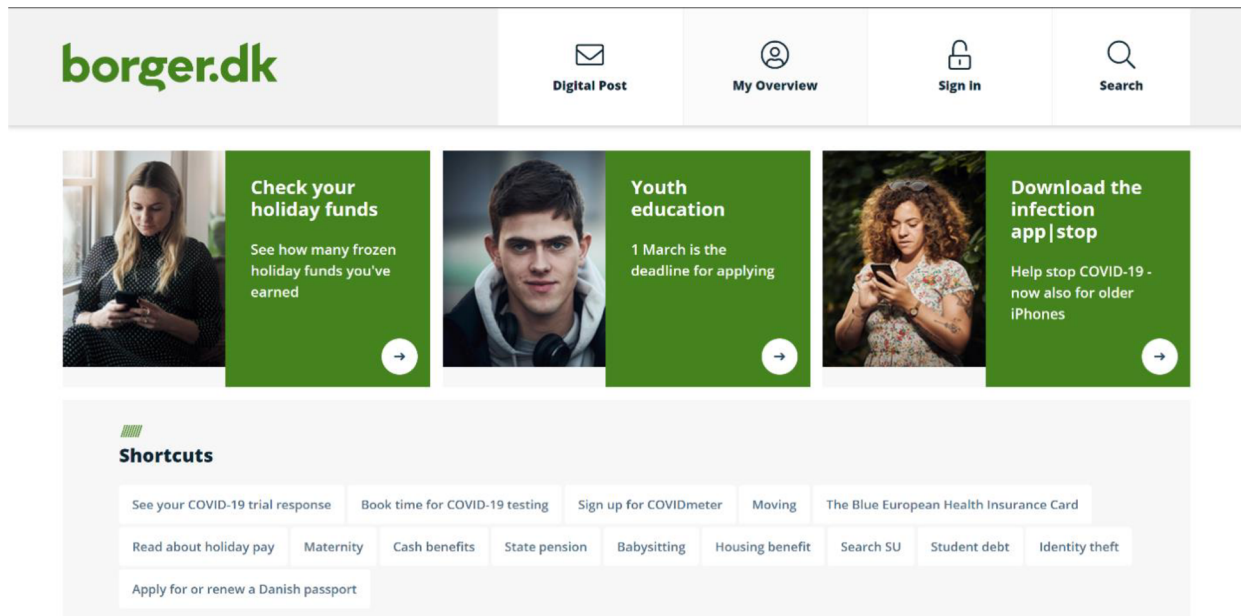 borger.dk
Digital Post
My Overview
Sign in
Search
Check your
holiday funds
See how many frozen
holiday funds you've
earned
Youth
education
1 March is the
deadline for applying
Download the
infection
app|stop
Help stop COVID-19 -
now also for older
iPhones
Shortcuts
See your COVID-19 trial response Book time for COVID-19 testing Sign up for COVIDmeter Moving The Blue European Health Insurance Card
Read about holiday pay Maternity Cash benefits State pension Babysitting Housing benefit Search SU Student debt Identity theft
Apply for or renew a Danish passport